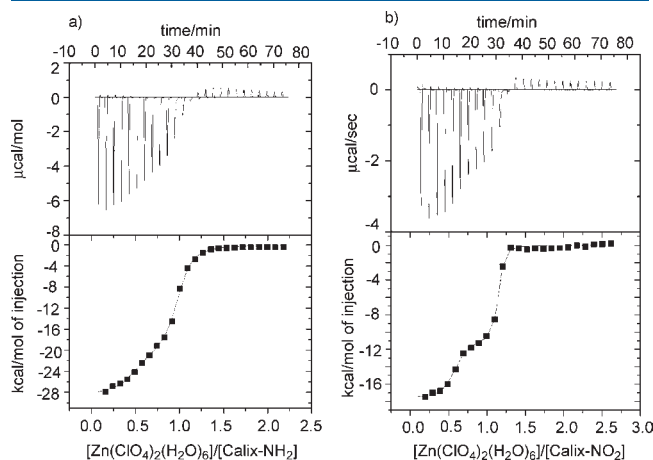 a)
time/min
-10 0 10 20 30 40 50 60 70 80
2
0
-2
-4
-6
-8
µcal/mol
0
-4
-8
-12
-16
-20
-24
-28
kcal/mol of injection
0.0 0.5 1.0 1.5 2.0 2.5
[Zn(ClO₄)₂(H₂O)₆]/[Calix-NH₂]
b)
time/min
-10 0 10 20 30 40 50 60 70 80
0
-2
-4
µcal/sec
0
-4
-8
-12
-16
kcal/mol of injection
0.0 0.5 1.0 1.5 2.0 2.5 3.0
[Zn(ClO₄)₂(H₂O)₆]/[Calix-NO₂]